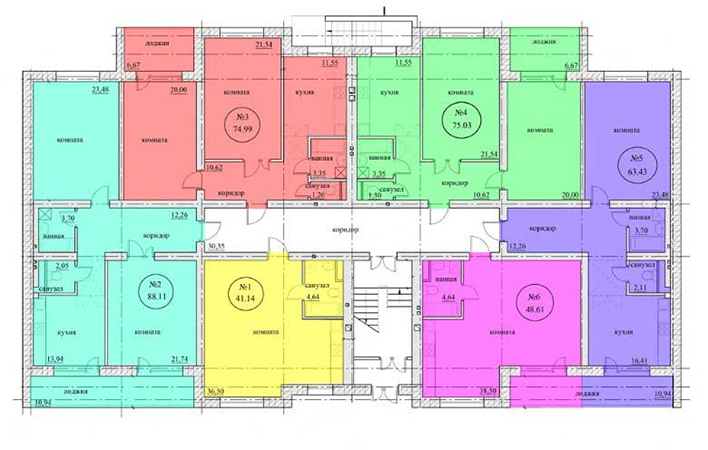 лоджия
6,67
21,54
11,55
11,55
лоджия
6,67
23,48
20,00
комната
кухня
кухня
комната
№3
74.99
№4
75.03
комната
комната
комната
комната
№5
63.43
ванная
3,35
ванная
3,35
21,54
10,62
коридор
санузел
1,26
санузел
1,50
коридор
10,62
20,00
23,48
3,70
ванная
12,26
коридор
30,35
коридор
коридор
12,26
ванная
3,70
2,05
санузел
№2
88.11
№1
41.14
санузел
4,64
ванная
4,64
№6
48.61
санузел
2,11
кухня
13,94
комната
21,74
комната
36,50
комната
38,50
кухня
16,41
лоджия
10,94
лоджия
10,94